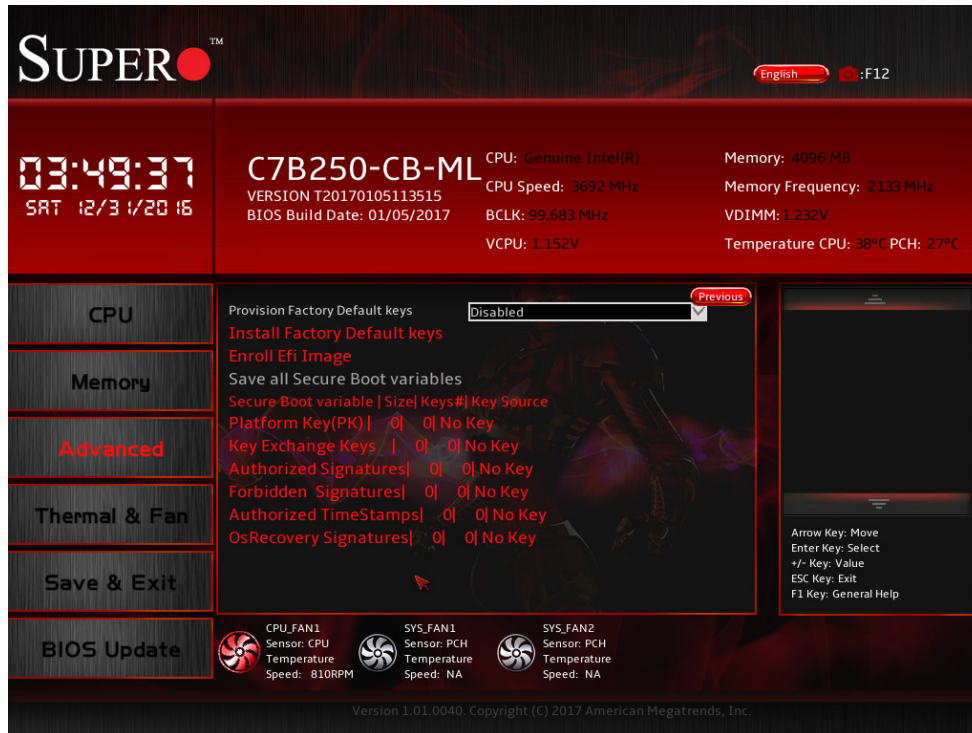 SUPER™
English :F12
03:49:37
SAT 12/31/2016
C7B250-CB-ML
VERSION T20170105113515
BIOS Build Date: 01/05/2017
CPU: Genuine Intel(R)
CPU Speed: 3692 MHz
BCLK: 99.683 MHz
VCPU: 1.152V
Memory: 4096 MB
Memory Frequency: 2133 MHz
VDIMM: 1.232V
Temperature CPU: 38°C PCH: 27°C
CPU
Memory
Advanced
Thermal & Fan
Save & Exit
BIOS Update
Previous
Provision Factory Default keys Disabled
Install Factory Default keys
Enroll Efi Image
Save all Secure Boot variables
Secure Boot variable | Size| Keys#| Key Source
Platform Key(PK) | 0| 0| No Key
Key Exchange Keys | 0| 0| No Key
Authorized Signatures| 0| 0| No Key
Forbidden Signatures| 0| 0| No Key
Authorized TimeStamps| 0| 0| No Key
OsRecovery Signatures| 0| 0| No Key
Arrow Key: Move
Enter Key: Select
+/- Key: Value
ESC Key: Exit
F1 Key: General Help
CPU_FAN1
Sensor: CPU
Temperature
Speed: 810RPM
SYS_FAN1
Sensor: PCH
Temperature
Speed: NA
SYS_FAN2
Sensor: PCH
Temperature
Speed: NA
Version 1.01.0040. Copyright (C) 2017 American Megatrends, Inc.